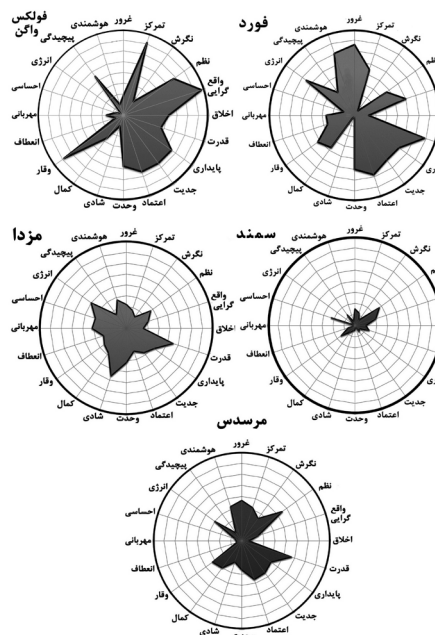 فولکس
واگن
غرور
تمرکز
نگرش
نظم
واقع
گرایی
اخلاق
قدرت
پایداری
جدیت
اعتماد
وحدت
شادی
کمال
وقار
انعطاف
مهربانی
احساسی
انرژی
پیچیدگی
هوشمندی
فورد
غرور
تمرکز
نگرش
جدیت
اعتماد
وحدت
شادی
کمال
وقار
انعطاف
مهربانی
احساسی
انرژی
پیچیدگی
هوشمندی
مزدا
غرور
تمرکز
نگرش
نظم
واقع
گرایی
اخلاق
قدرت
پایداری
جدیت
اعتماد
وحدت
شادی
کمال
وقار
انعطاف
مهربانی
احساسی
انرژی
پیچیدگی
هوشمندی
سمند
غرور
تمرکز
نگرش
جدیت
اعتماد
وحدت
شادی
کمال
وقار
انعطاف
مهربانی
احساسی
انرژی
پیچیدگی
هوشمندی
مرسدس
غرور
تمرکز
نگرش
نظم
واقع
گرایی
اخلاق
قدرت
پایداری
جدیت
اعتماد
شادی
کمال
وقار
انعطاف
مهربانی
احساسی
انرژی
پیچیدگی
هوشمندی